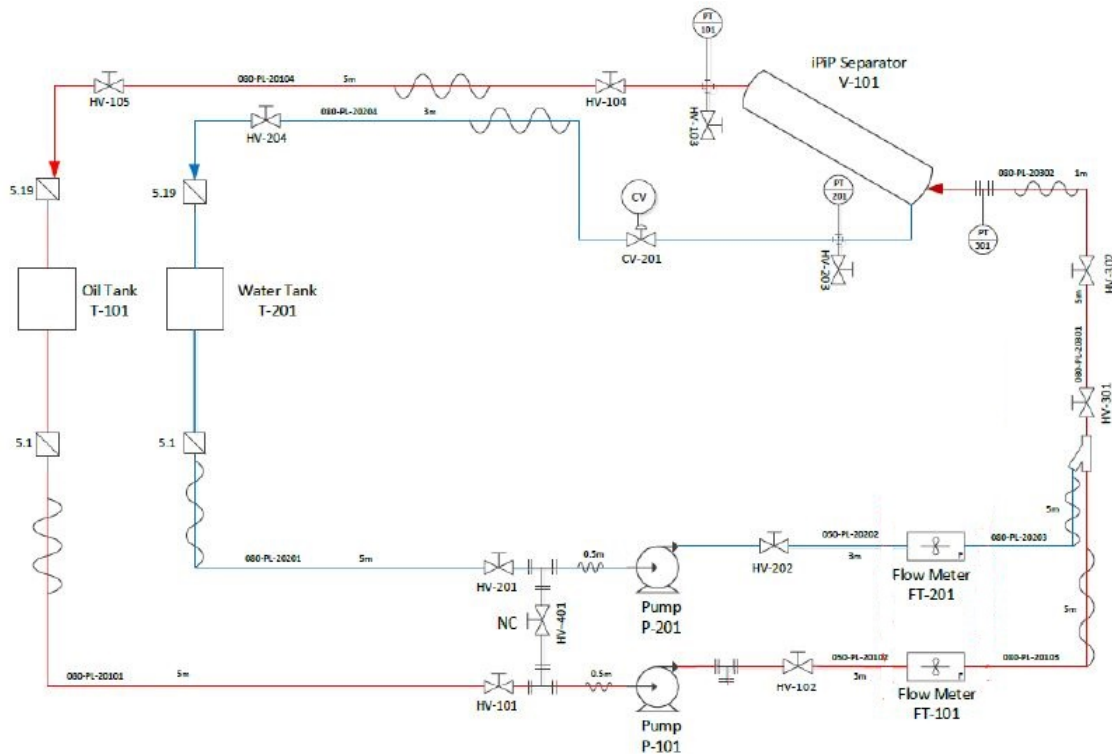 PT
101
iPiP Separator
V-101
080-PL-20104
5m
HV-105
HV-104
HV-103
080-PL-20204
3m
HV-204
5.19
5.19
CV
CV-201
PT
201
HV-203
080-PL-20302
1m
PT
301
HV-302
5m
080-PL-20301
HV-301
Oil Tank
T-101
Water Tank
T-201
5.1
5.1
5m
080-PL-20201
5m
HV-201
0.5m
Pump
P-201
HV-202
050-PL-20202
3m
Flow Meter
FT-201
F
080-PL-20203
NC
HV-401
5m
080-PL-20101
5m
HV-101
0.5m
Pump
P-101
HV-102
050-PL-20102
3m
Flow Meter
FT-101
F
080-PL-20103